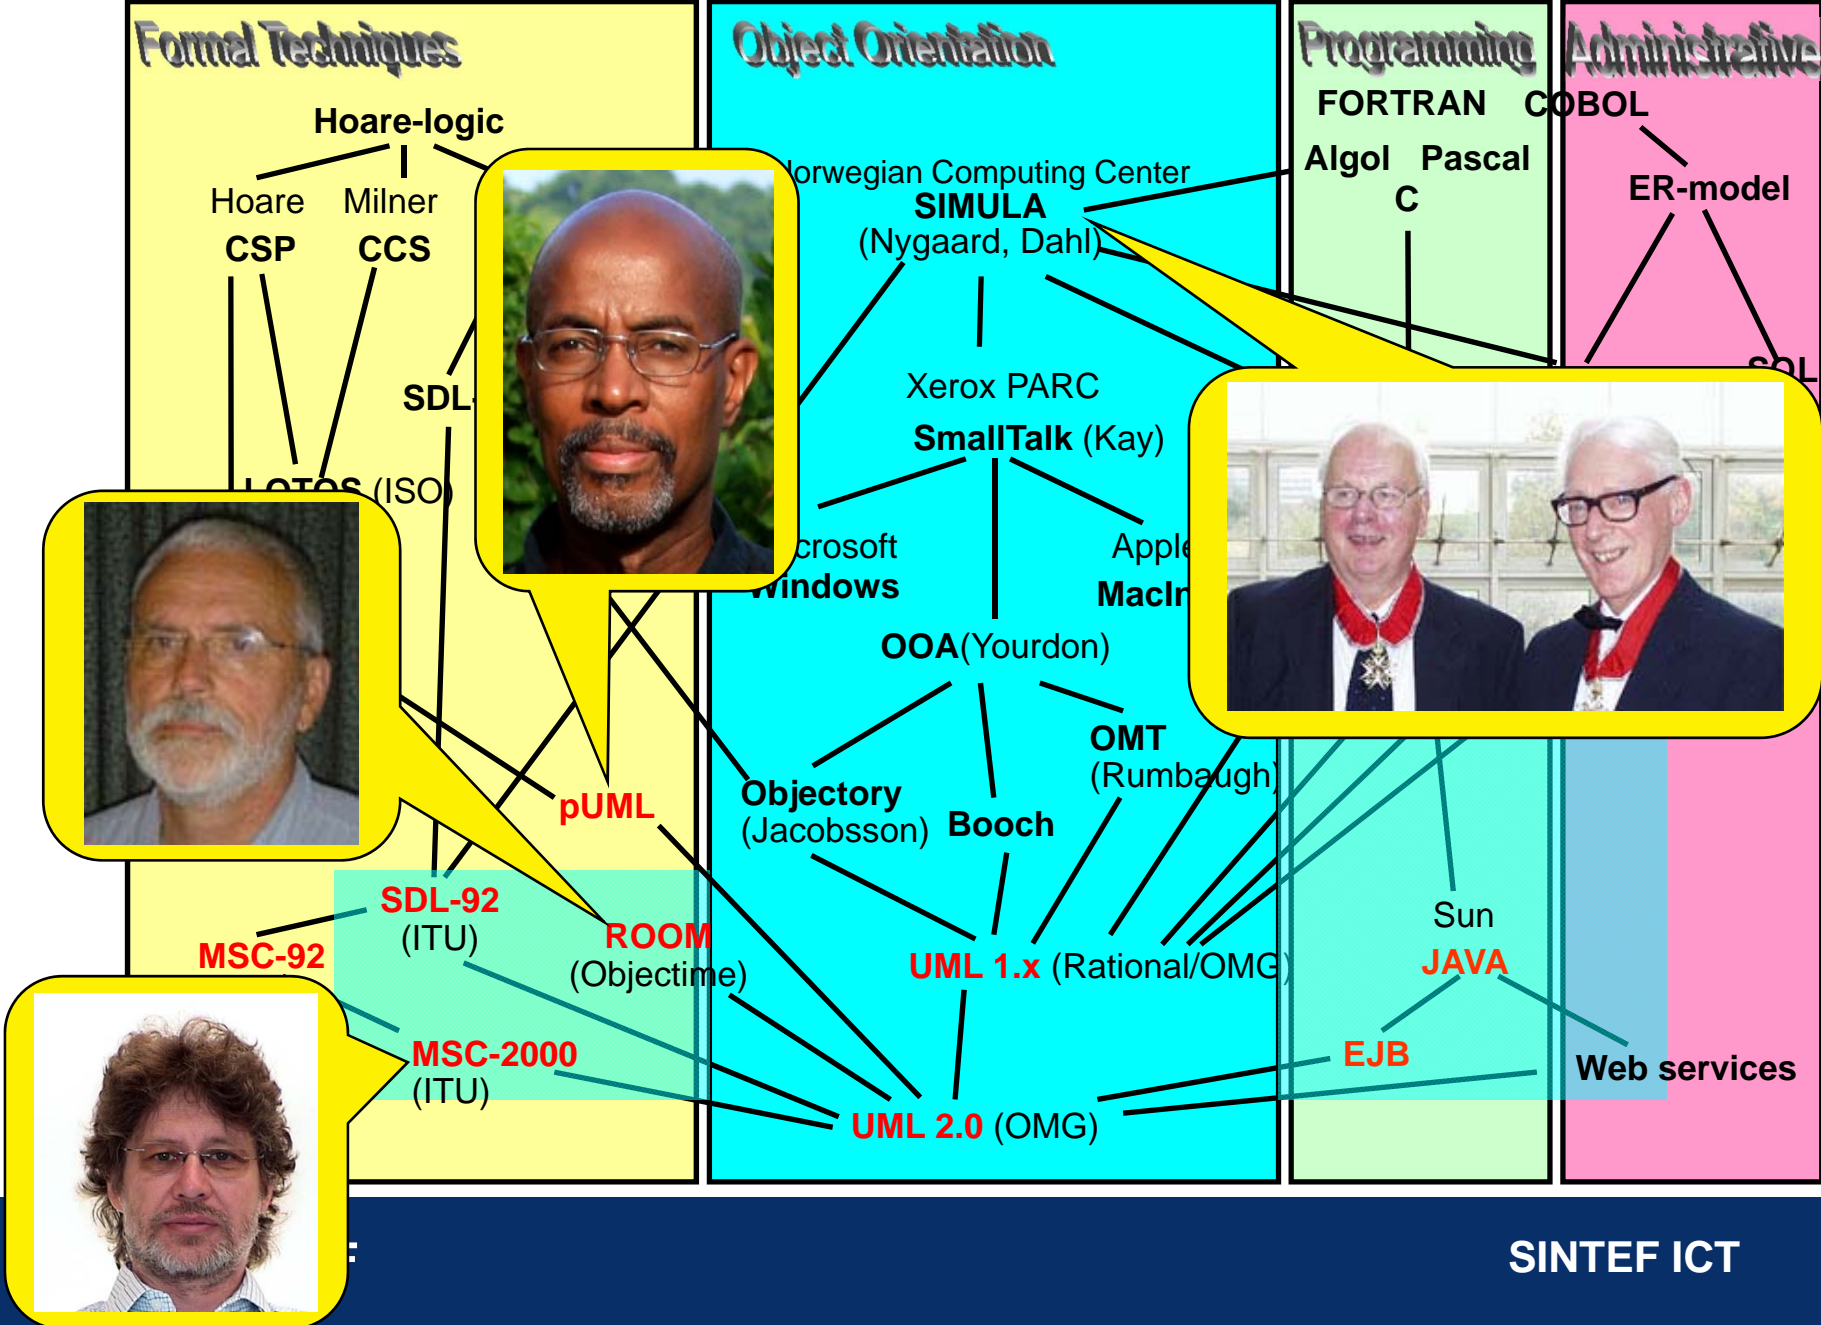 Formal Techniques
Object Orientation
Programming
Administrative
Hoare-logic
Hoare
CSP
Milner
CCS
SDL-
LOTOS (ISO)
pUML
SDL-92
(ITU)
MSC-92
ROOM
(Objectime)
MSC-2000
(ITU)
orwegian Computing Center
SIMULA
(Nygaard, Dahl)
Xerox PARC
SmallTalk (Kay)
crosoft
Windows
Apple
MacIn
OOA(Yourdon)
OMT
(Rumbaugh)
Objectory
(Jacobsson)
Booch
UML 1.x (Rational/OMG)
UML 2.0 (OMG)
FORTRAN
Algol Pascal
C
Sun
JAVA
EJB
COBOL
ER-model
SQL
Web services
F
SINTEF ICT